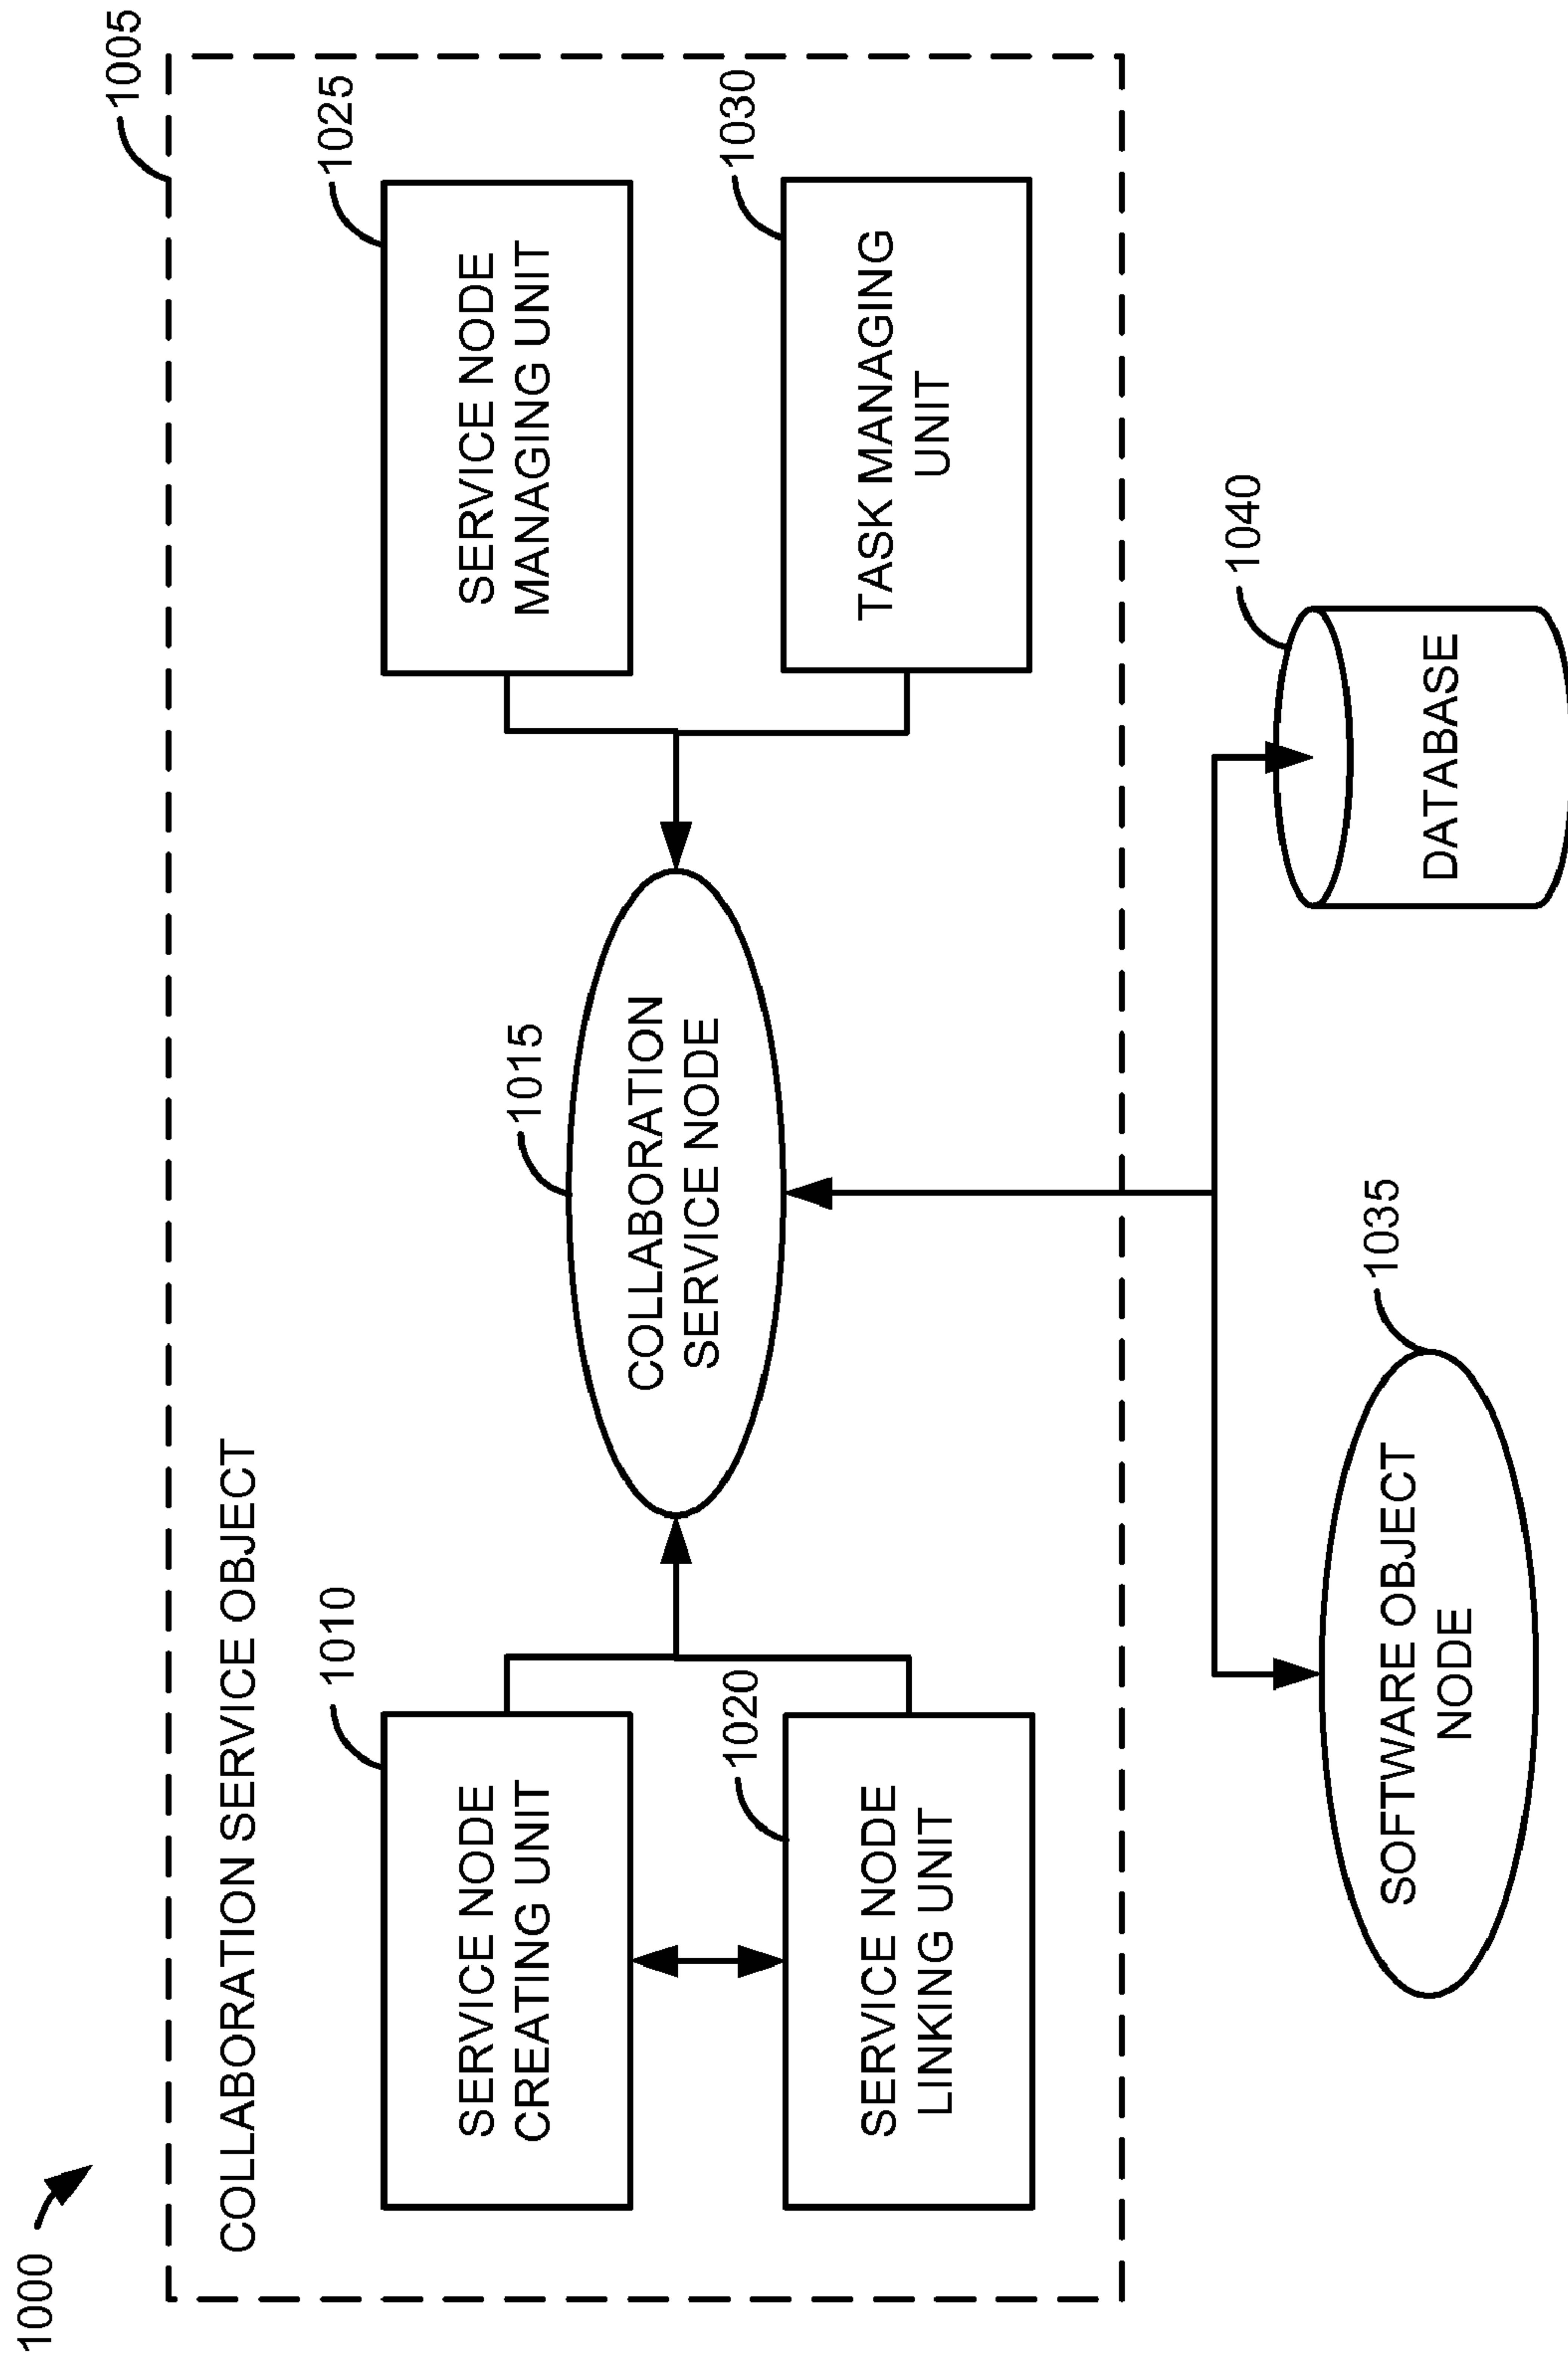 1000
1005
COLLABORATION SERVICE OBJECT
1010
SERVICE NODE
CREATING UNIT
1020
SERVICE NODE
LINKING UNIT
1015
COLLABORATION
SERVICE NODE
1025
SERVICE NODE
MANAGING UNIT
1030
TASK MANAGING
UNIT
1035
SOFTWARE OBJECT
NODE
1040
DATABASE